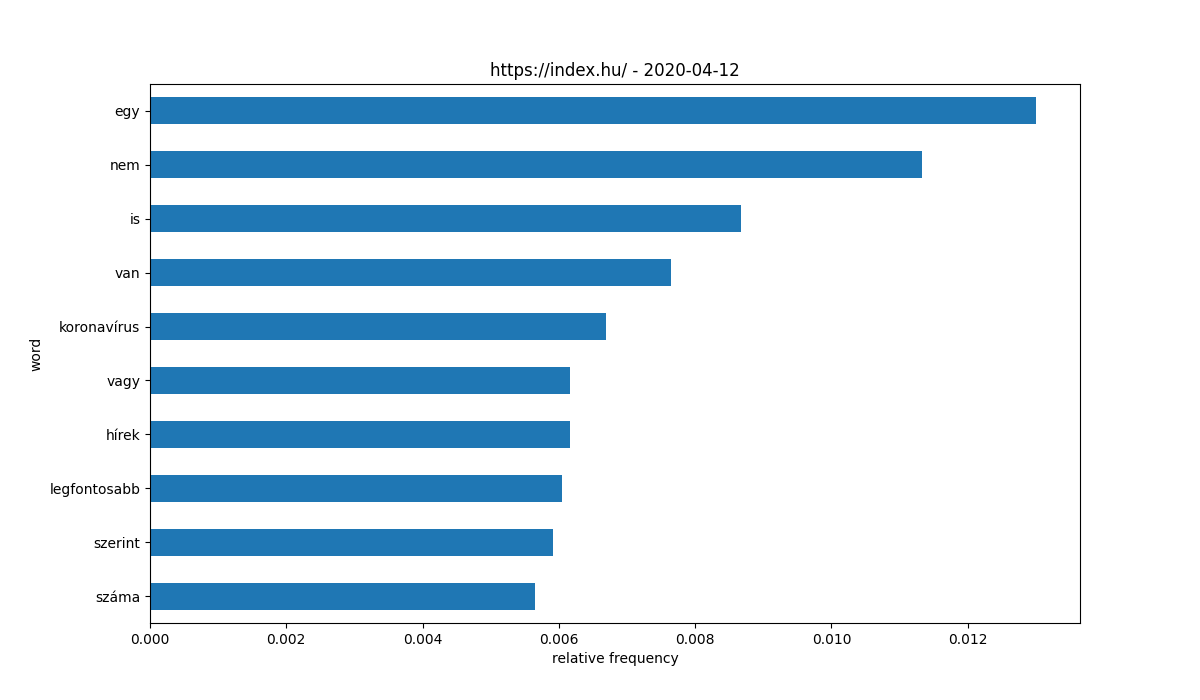 https://index.hu/ - 2020-04-12
egy
nem
is
van
koronavírus
word
vagy
hírek
legfontosabb
szerint
száma
0.000 0.002 0.004 0.006 0.008 0.010 0.012
relative frequency